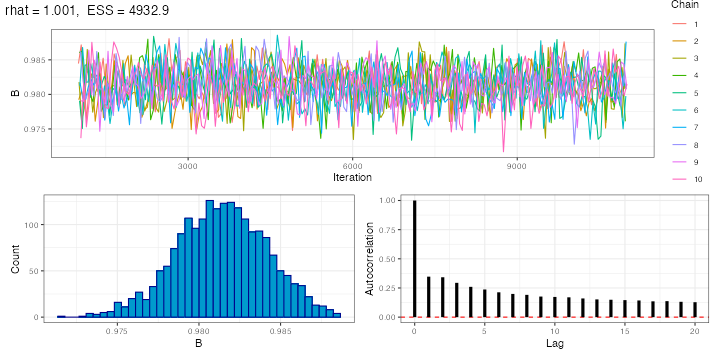 rhat = 1.001,  ESS = 4932.9
Chain
1
2
3
4
5
6
7
8
9
10
B
0.985
0.980
0.975
3000 6000 9000
Iteration
Count
100
50
0
0.975 0.980 0.985
B
Autocorrelation
1.00
0.75
0.50
0.25
0.00
0 5 10 15 20
Lag